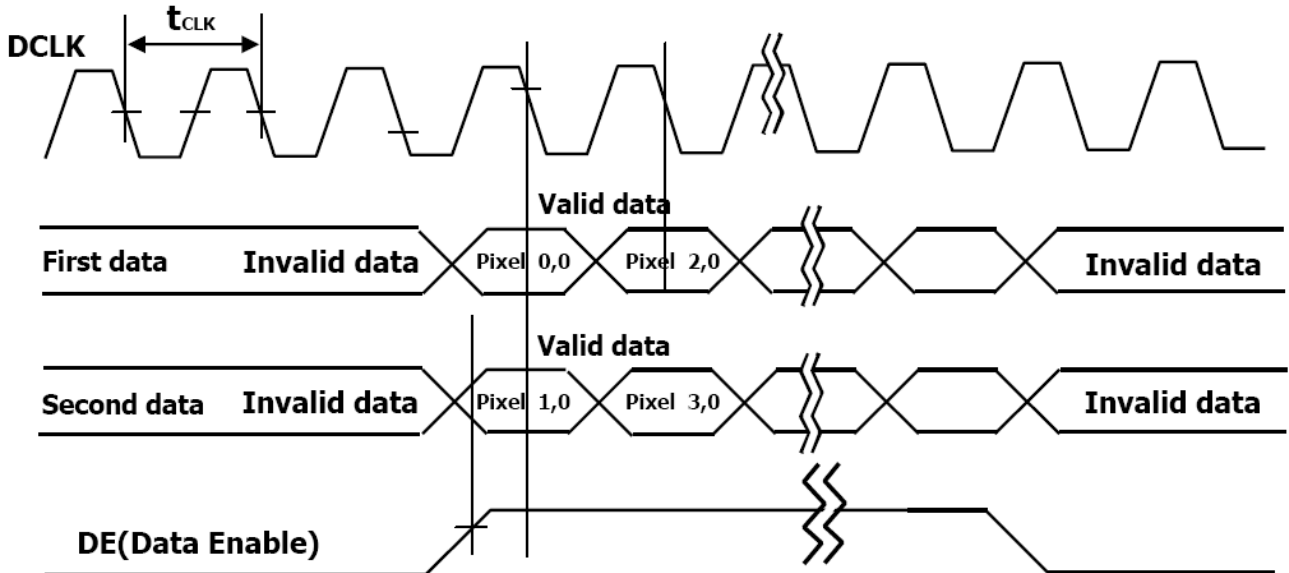 tCLK
DCLK
Valid data
First data Invalid data Pixel 0,0 Pixel 2,0 Invalid data
Valid data
Second data Invalid data Pixel 1,0 Pixel 3,0 Invalid data
DE(Data Enable)